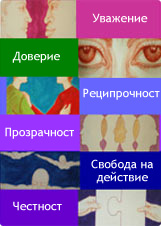 Уважение
Доверие
Реципрочност
Прозрачност
Свобода на
действие
Честност